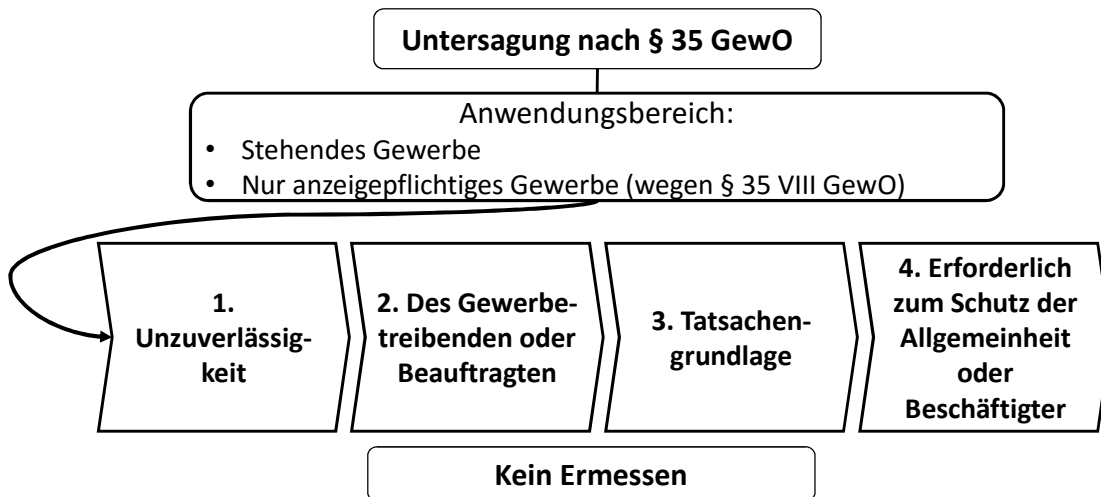 Untersagung nach § 35 GewO
Anwendungsbereich:
• Stehendes Gewerbe
• Nur anzeigepflichtiges Gewerbe (wegen § 35 VIII GewO)
1.
Unzuverlässig-
keit
2. Des Gewerbe-
treibenden oder
Beauftragten
3. Tatsachen-
grundlage
4. Erforderlich
zum Schutz der
Allgemeinheit
oder
Beschäftigter
Kein Ermessen